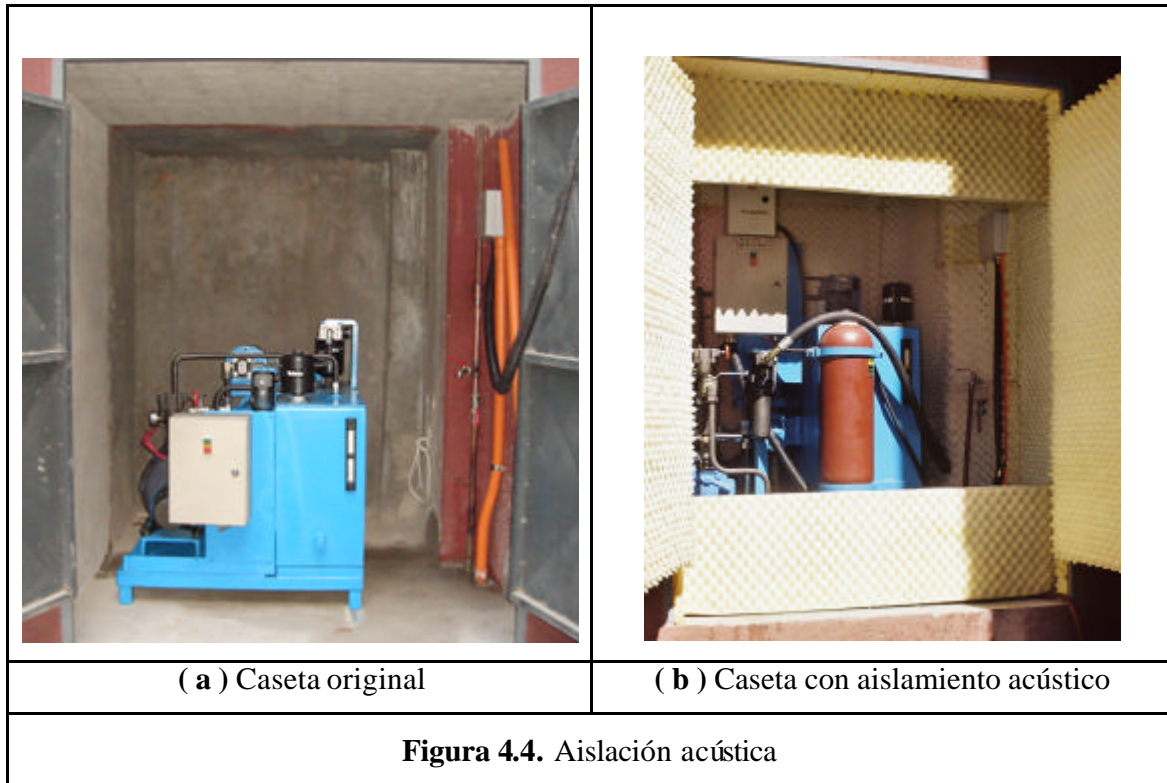 ( a ) Caseta original
( b ) Caseta con aislamiento acústico
Figura 4.4. Aislación acústica